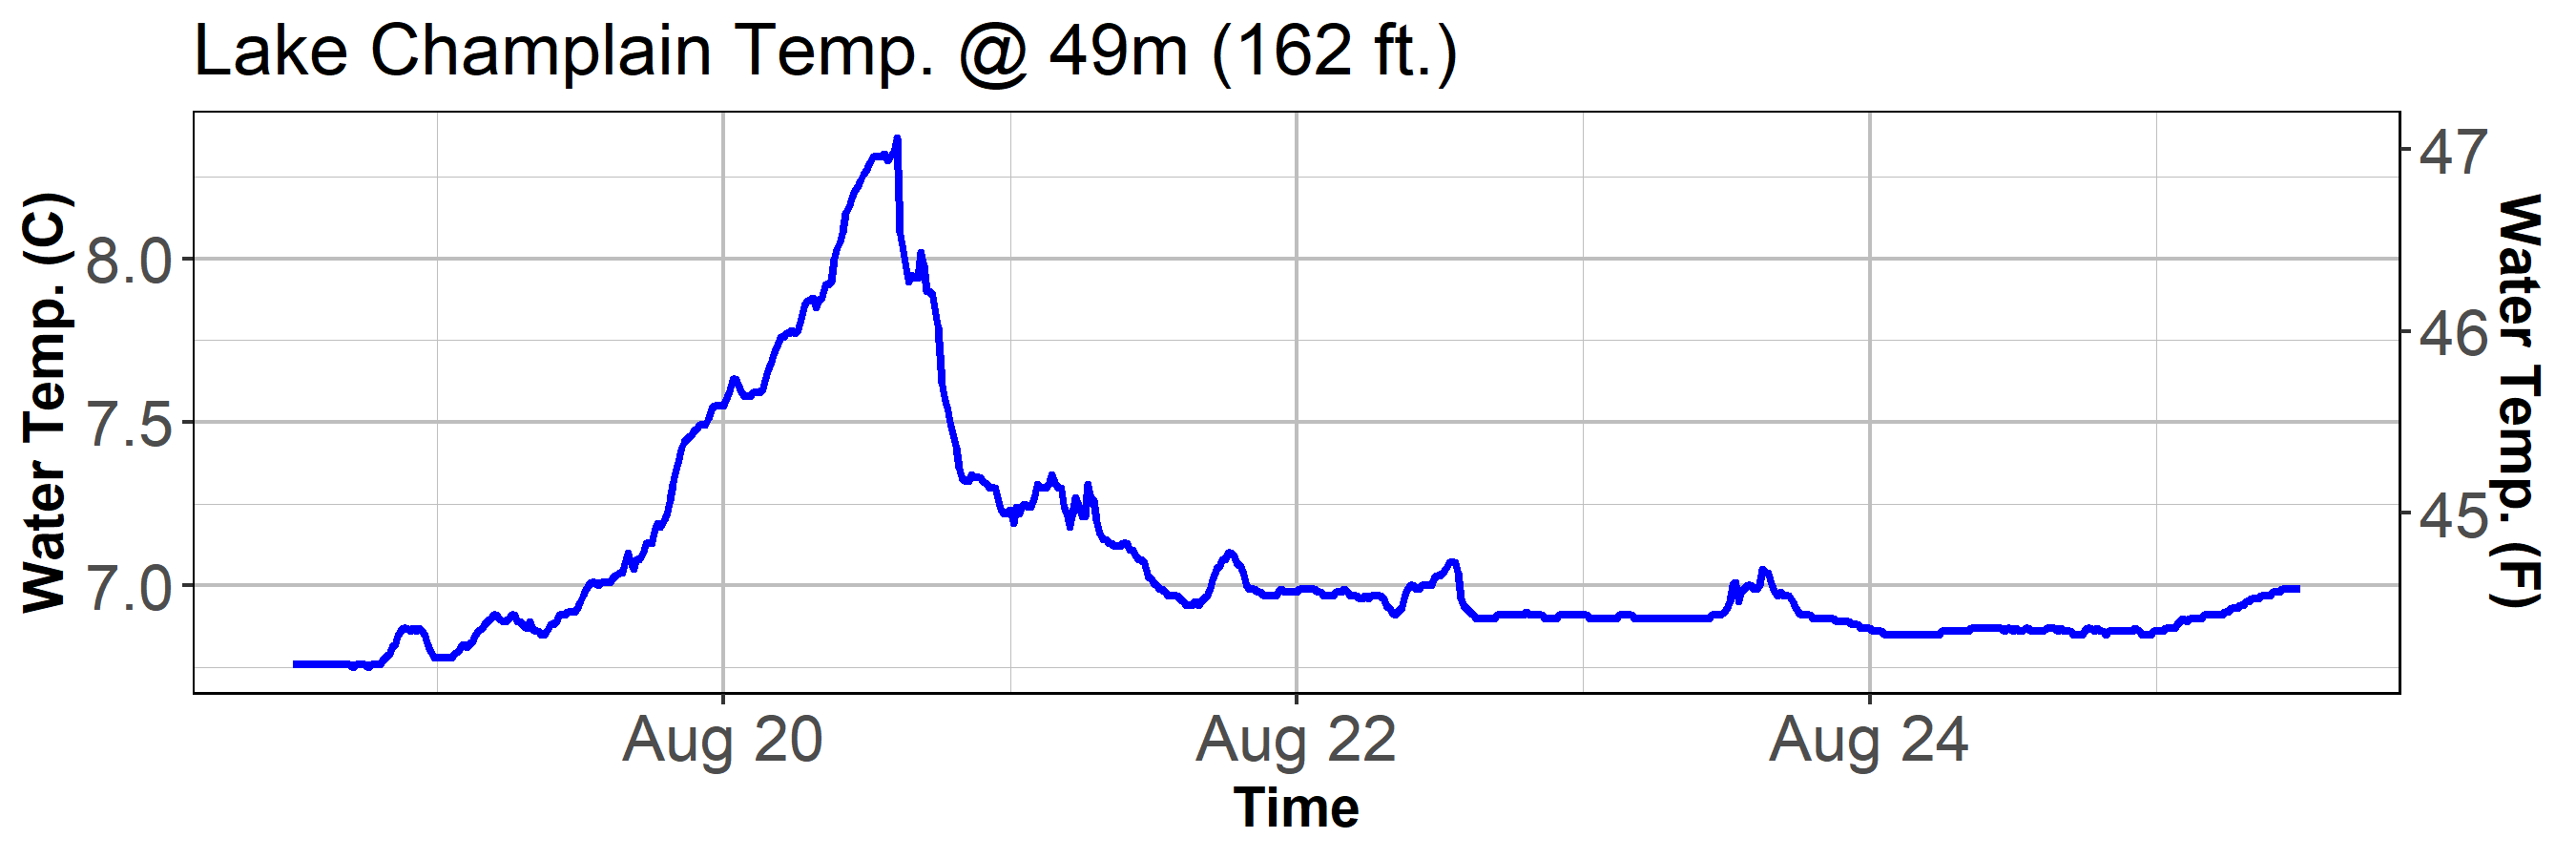 Lake Champlain Temp. @ 49m (162 ft.)
Water Temp. (C)
8.0
7.5
7.0
47
46
45
Water Temp. (F)
Aug 20 Aug 22 Aug 24
Time